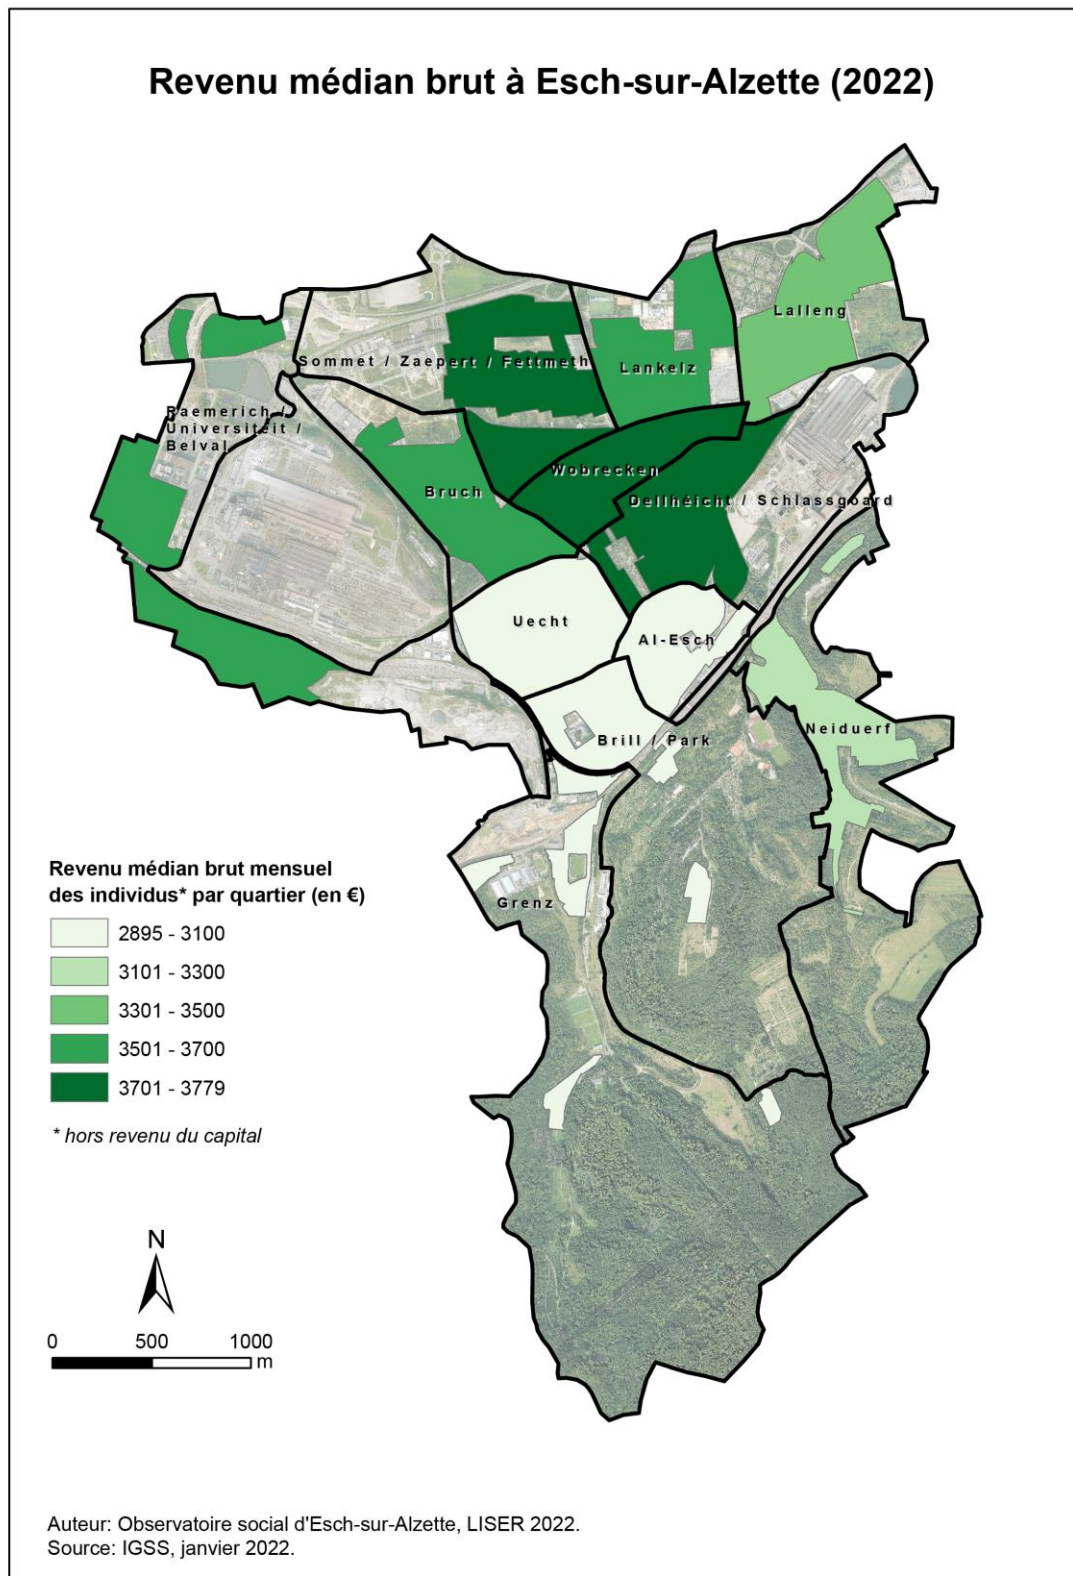 Revenu médian brut à Esch-sur-Alzette (2022)
Lalleng
Sommet / Zaepert / Fettmeth
Lankelz
Raemerich /
Universitéit /
Belval
Wobrecken
Bruch
Dellhéicht / Schlassgoard
Uecht
Al-Esch
Brill / Park
Neiduerf
Grenz
Revenu médian brut mensuel
des individus* par quartier (en €)
2895 - 3100
3101 - 3300
3301 - 3500
3501 - 3700
3701 - 3779
* hors revenu du capital
N
0 500 1000
m
Auteur: Observatoire social d'Esch-sur-Alzette, LISER 2022.
Source: IGSS, janvier 2022.